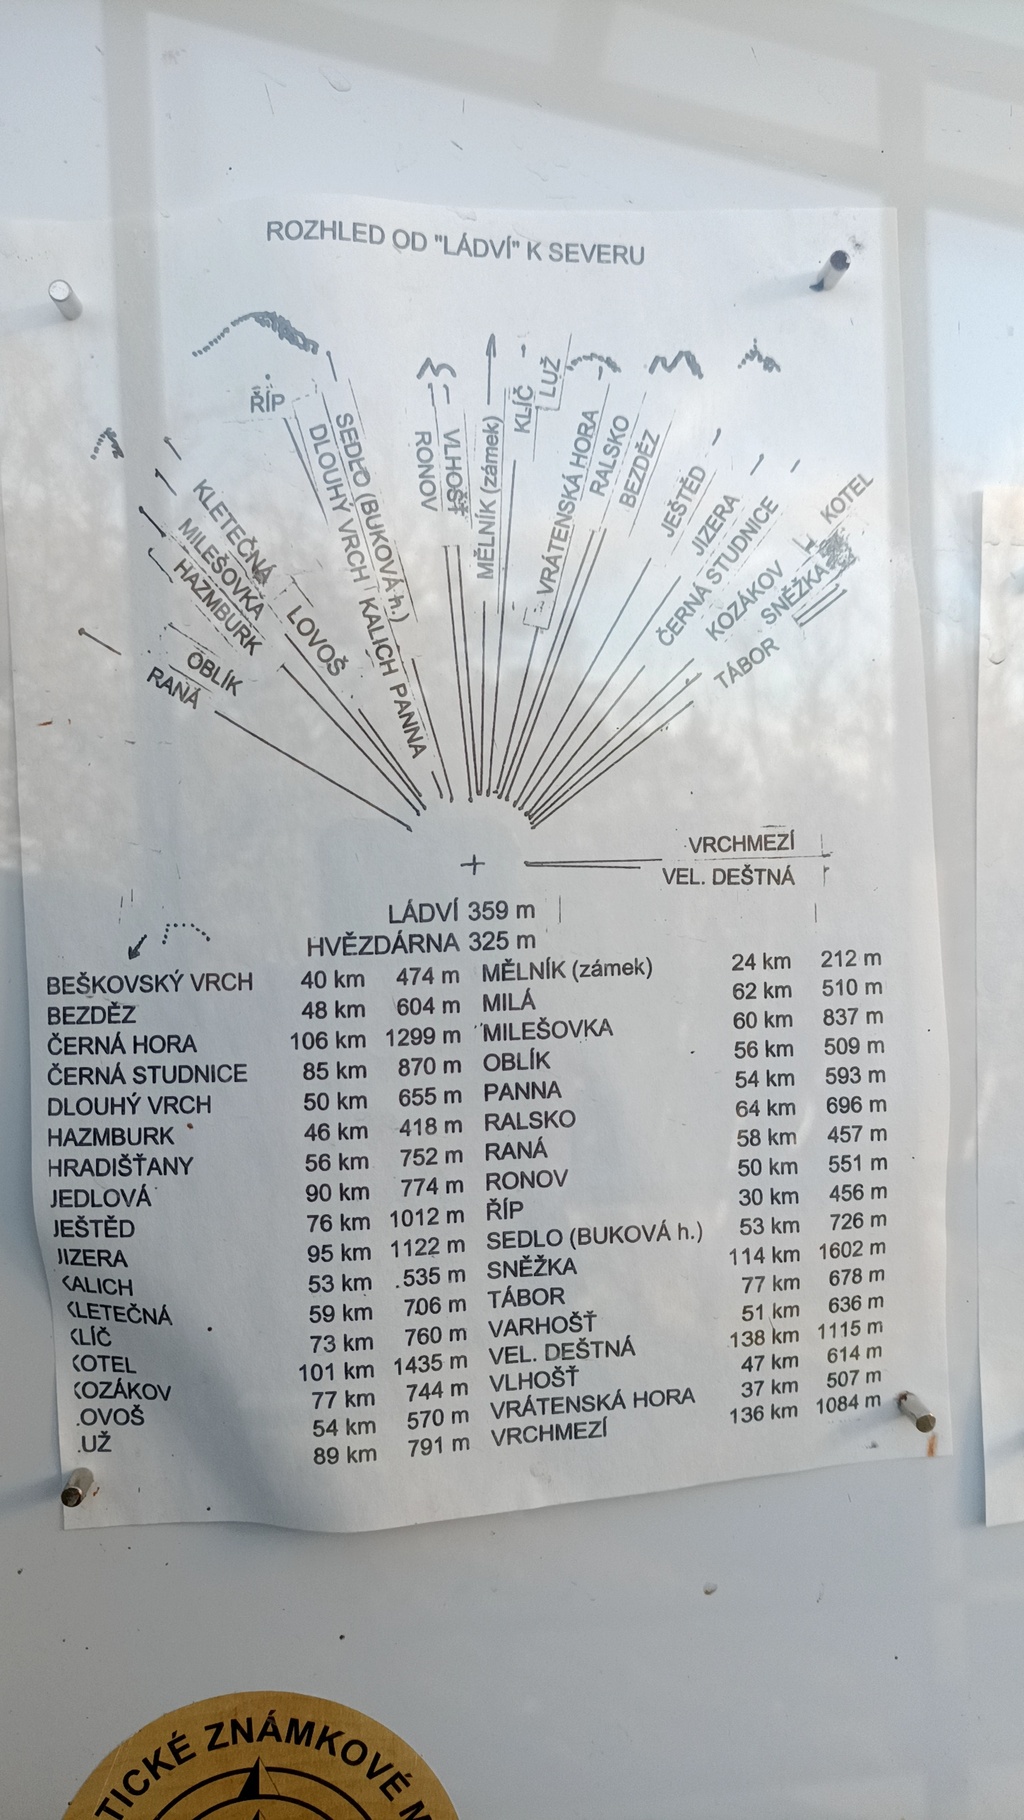 ROZHLED OD "LÁDVÍ" K SEVERU
ŘÍP
SEDLO (BUKOVÁ h.)
DLOUHÝ VRCH
KALICH
PANNA
RONOV
VLHOŠŤ
MĚLNÍK (zámek)
KLÍČ
LUŽ
VRÁTENSKÁ HORA
RALSKO
BEZDĚZ
JEŠTĚD
JIZERA
ČERNÁ STUDNICE
KOTEL
KOZÁKOV
SNĚŽKA
TÁBOR
KLETEČNÁ
MILEŠOVKA
HAZMBURK
LOVOŠ
OBLÍK
RANÁ
VRCHMEZÍ
VEL. DEŠTNÁ
LÁDVÍ 359 m
HVĚZDÁRNA 325 m
BEŠKOVSKÝ VRCH 40 km 474 m
BEZDĚZ 48 km 604 m
ČERNÁ HORA 106 km 1299 m
ČERNÁ STUDNICE 85 km 870 m
DLOUHÝ VRCH 50 km 655 m
HAZMBURK 46 km 418 m
HRADIŠŤANY 56 km 752 m
JEDLOVÁ 90 km 774 m
JEŠTĚD 76 km 1012 m
JIZERA 95 km 1122 m
KALICH 53 km 535 m
KLETEČNÁ 59 km 706 m
KLÍČ 73 km 760 m
KOTEL 101 km 1435 m
KOZÁKOV 77 km 744 m
LOVOŠ 54 km 570 m
LUŽ 89 km 791 m
MĚLNÍK (zámek) 24 km 212 m
MILÁ 62 km 510 m
MILEŠOVKA 60 km 837 m
OBLÍK 56 km 509 m
PANNA 54 km 593 m
RALSKO 64 km 696 m
RANÁ 58 km 457 m
RONOV 50 km 551 m
ŘÍP 30 km 456 m
SEDLO (BUKOVÁ h.) 53 km 726 m
SNĚŽKA 114 km 1602 m
TÁBOR 77 km 678 m
VARHOŠŤ 51 km 636 m
VEL. DEŠTNÁ 138 km 1115 m
VLHOŠŤ 47 km 614 m
VRÁTENSKÁ HORA 37 km 507 m
VRCHMEZÍ 136 km 1084 m
TICKÉ ZNÁMKOVÉ M